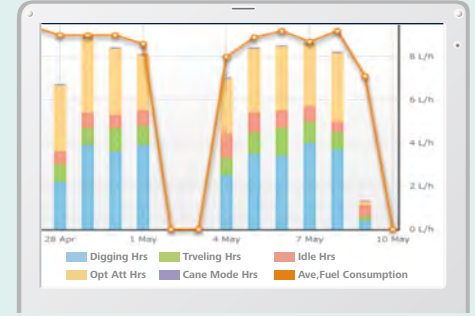 8 L/h
6 L/h
4 L/h
2 L/h
0 L/h
28 Apr 1 May 4 May 7 May 10 May
Digging Hrs Trveling Hrs Idle Hrs
Opt Att Hrs Cane Mode Hrs Ave,Fuel Consumption